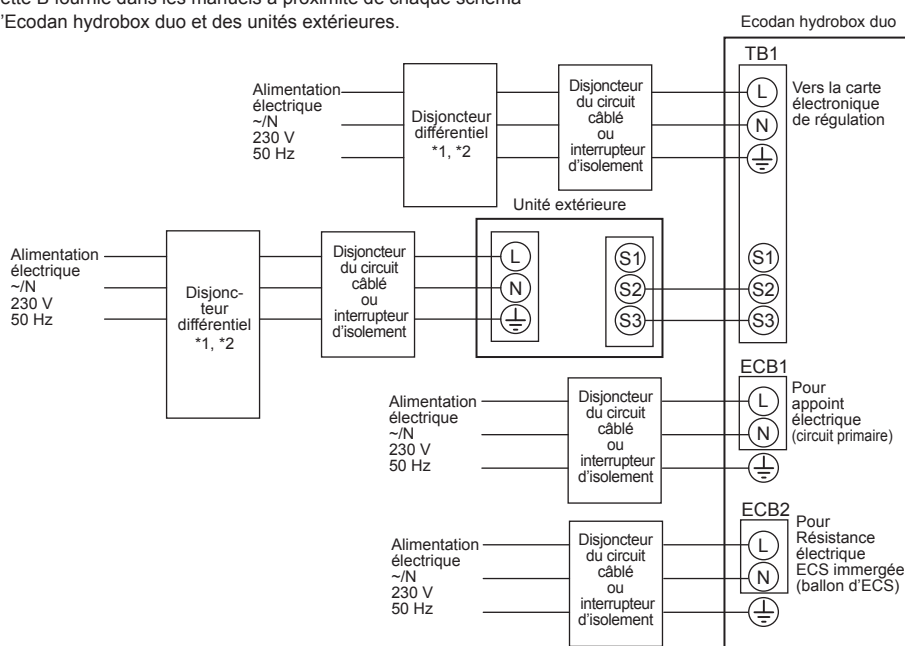 ette B fournie dans les manuels à proximité de chaque schéma
'Ecodan hydrobox duo et des unités extérieures.
Ecodan hydrobox duo
TB1
Alimentation
électrique
~/N
230 V
50 Hz
Disjoncteur
différentiel
*1, *2
Disjoncteur
du circuit
câblé
ou
interrupteur
d'isolement
L
N
Vers la carte
électronique
de régulation
Unité extérieure
Alimentation
électrique
~/N
230 V
50 Hz
Disjonc-
teur
différentiel
*1, *2
Disjoncteur
du circuit
câblé
ou
interrupteur
d'isolement
L
N
S1
S2
S3
S1
S2
S3
ECB1
Alimentation
électrique
~/N
230 V
50 Hz
Disjoncteur
du circuit
câblé
ou
interrupteur
d'isolement
L
N
Pour
appoint
électrique
(circuit primaire)
ECB2
Alimentation
électrique
~/N
230 V
50 Hz
Disjoncteur
du circuit
câblé
ou
interrupteur
d'isolement
L
N
Pour
Résistance
électrique
ECS immergée
(ballon d'ECS)